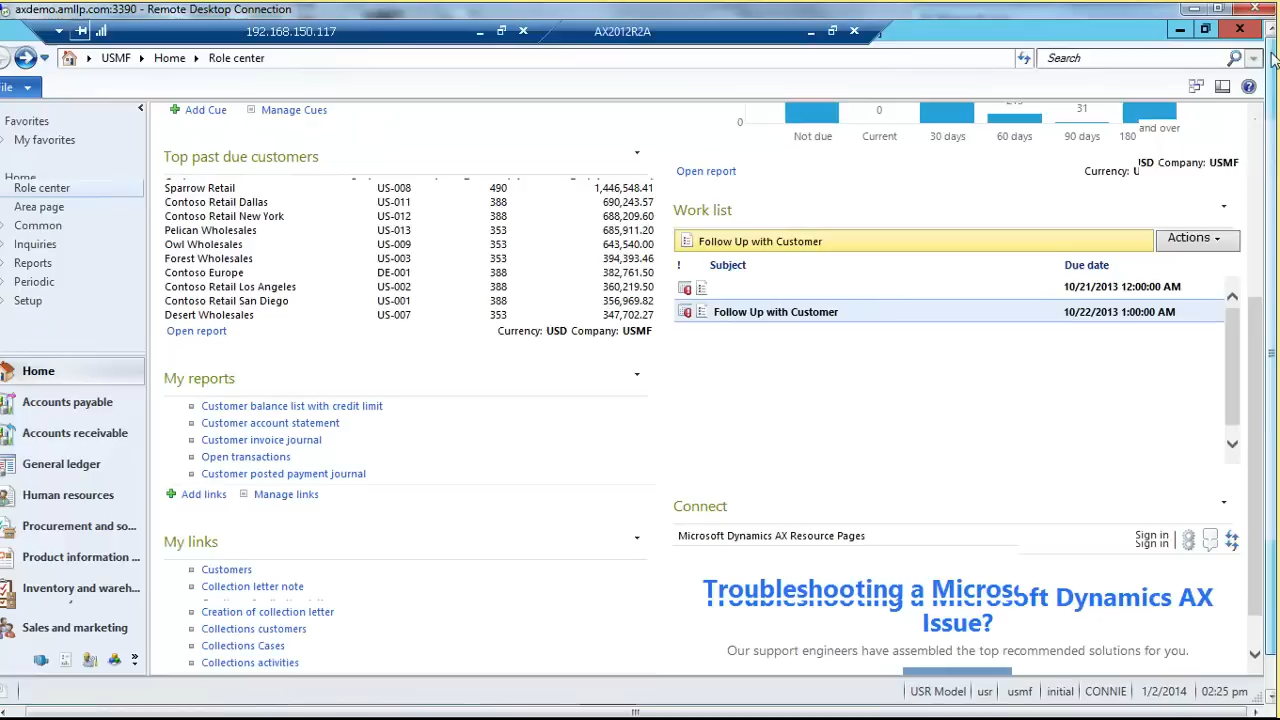 axdemo.amllp.com:3390 - Remote Desktop Connection
192.168.150.117
AX2012R2A
USMF
Home
Role center
Search
File
Add Cue
Manage Cues
0
0
31
Not due
Current
30 days
60 days
90 days
180
and over
Open report
Currency: USD Company: USMF
Favorites
My favorites
Home
Role center
Area page
Common
Inquiries
Reports
Periodic
Setup
Home
Accounts payable
Accounts receivable
General ledger
Human resources
Procurement and so...
Product information ...
Inventory and wareh...
Sales and marketing
Top past due customers
Sparrow Retail US-008 490 1,446,548.41
Contoso Retail Dallas US-011 388 690,243.57
Contoso Retail New York US-012 388 688,209.60
Pelican Wholesales US-013 353 685,911.20
Owl Wholesales US-009 353 643,540.00
Forest Wholesales US-003 353 394,393.46
Contoso Europe DE-001 388 382,761.50
Contoso Retail Los Angeles US-002 388 360,219.50
Contoso Retail San Diego US-001 388 356,969.82
Desert Wholesales US-007 353 347,702.27
Open report
Currency: USD Company: USMF
My reports
Customer balance list with credit limit
Customer account statement
Customer invoice journal
Open transactions
Customer posted payment journal
Add links
Manage links
My links
Customers
Collection letter note
Creation of collection letter
Collections customers
Collections Cases
Collections activities
Work list
Follow Up with Customer
Actions
! Subject Due date
10/21/2013 12:00:00 AM
Follow Up with Customer 10/22/2013 1:00:00 AM
Connect
Microsoft Dynamics AX Resource Pages
Sign in
Sign in
Troubleshooting a Microsoft Dynamics AX
Issue?
Our support engineers have assembled the top recommended solutions for you.
USR Model usr usmf initial CONNIE 1/2/2014 02:25 pm